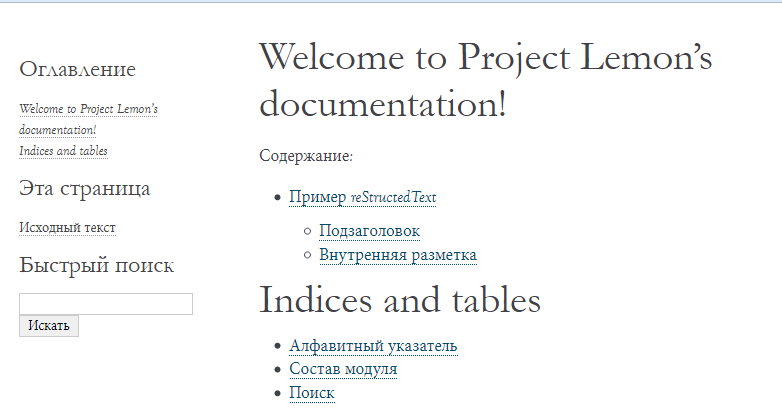 Оглавление
Welcome to Project Lemon's
documentation!
Indices and tables
Эта страница
Исходный текст
Быстрый поиск
Искать
Welcome to Project Lemon's
documentation!
Содержание:
Пример reStructedText
Подзаголовок
Внутренняя разметка
Indices and tables
Алфавитный указатель
Состав модуля
Поиск